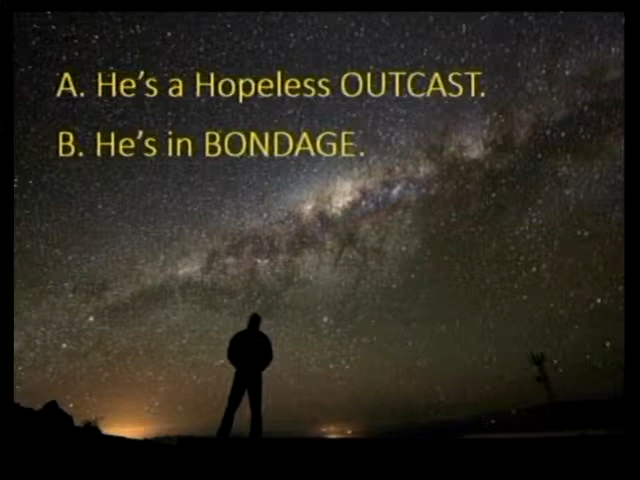 A. He’s a Hopeless OUTCAST.
B. He’s in BONDAGE.